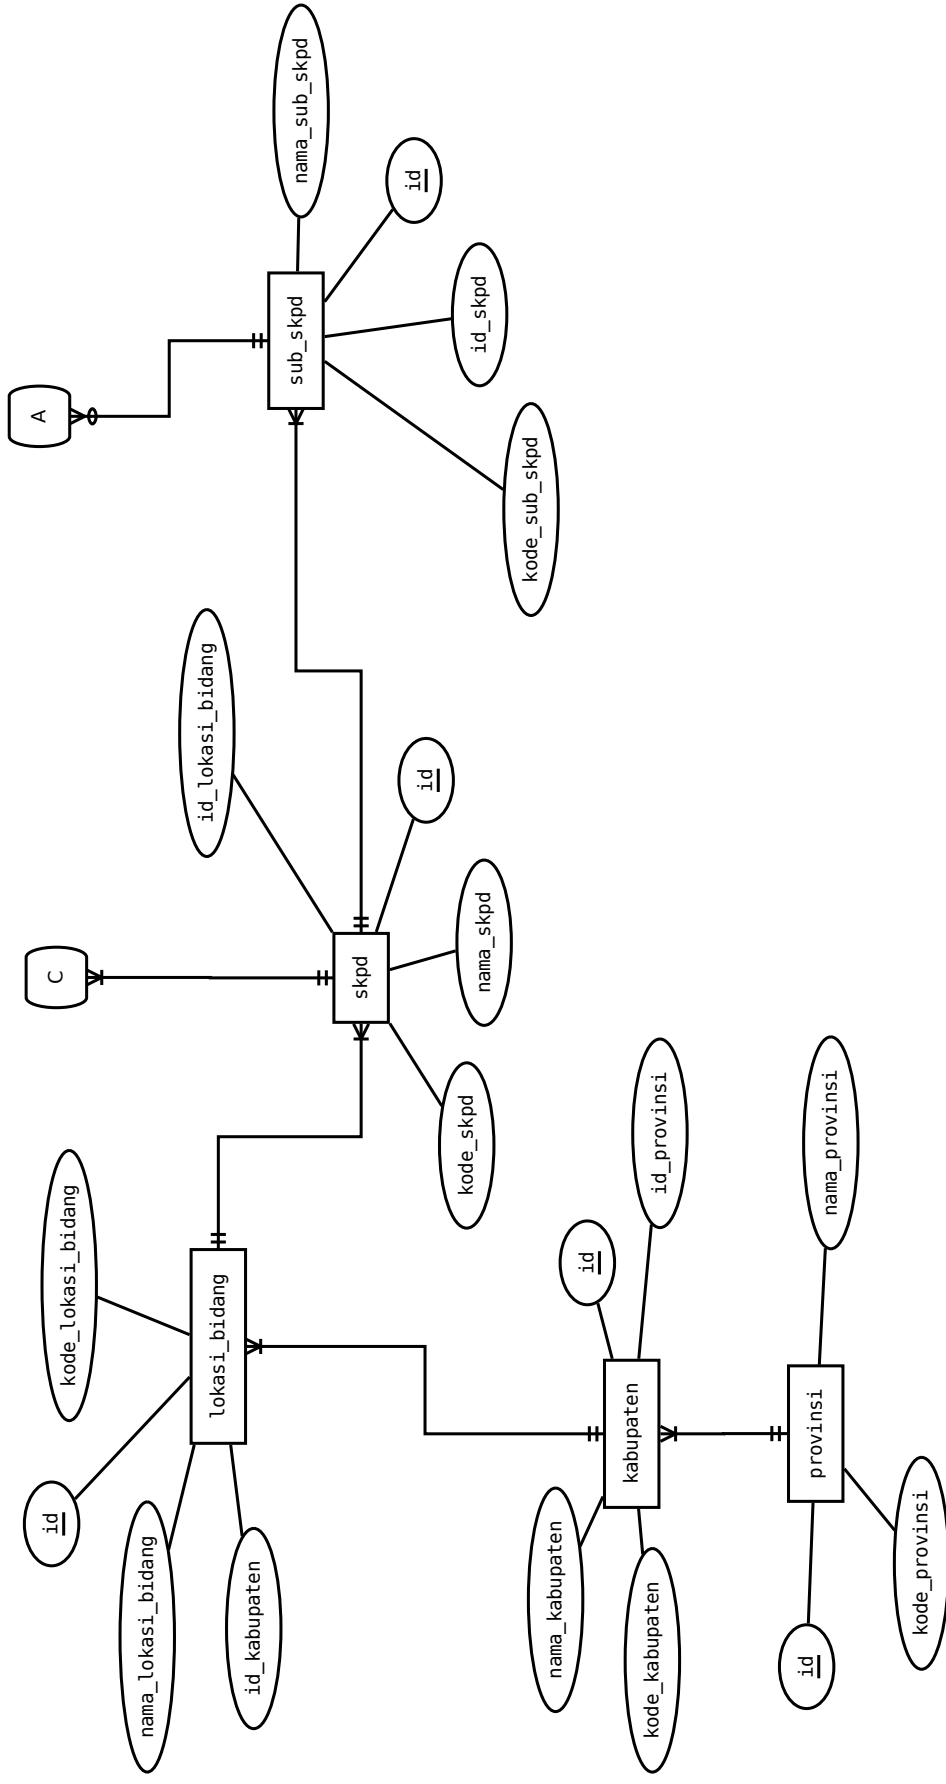 nama_lokasi_bidang
id
kode_lokasi_bidang
id_kabupaten
lokasi_bidang
C
A
id_lokasi_bidang
skpd
kode_skpd
nama_skpd
id
sub_skpd
nama_sub_skpd
id
id_skpd
kode_sub_skpd
nama_kabupaten
kode_kabupaten
kabupaten
id
id_provinsi
id
provinsi
nama_provinsi
kode_provinsi